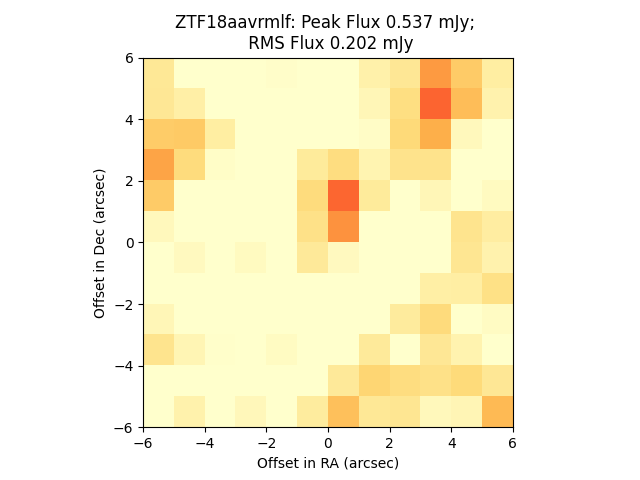 ZTF18aavrmlf: Peak Flux 0.537 mJy;
RMS Flux 0.202 mJy
6
4
2
0
−2
−4
−6
Offset in Dec (arcsec)
−6 −4 −2 0 2 4 6
Offset in RA (arcsec)